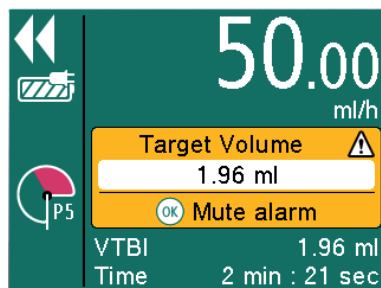 50.00
ml/h
Target Volume
1.96 ml
OK Mute alarm
P5
VTBI 1.96 ml
Time 2 min : 21 sec